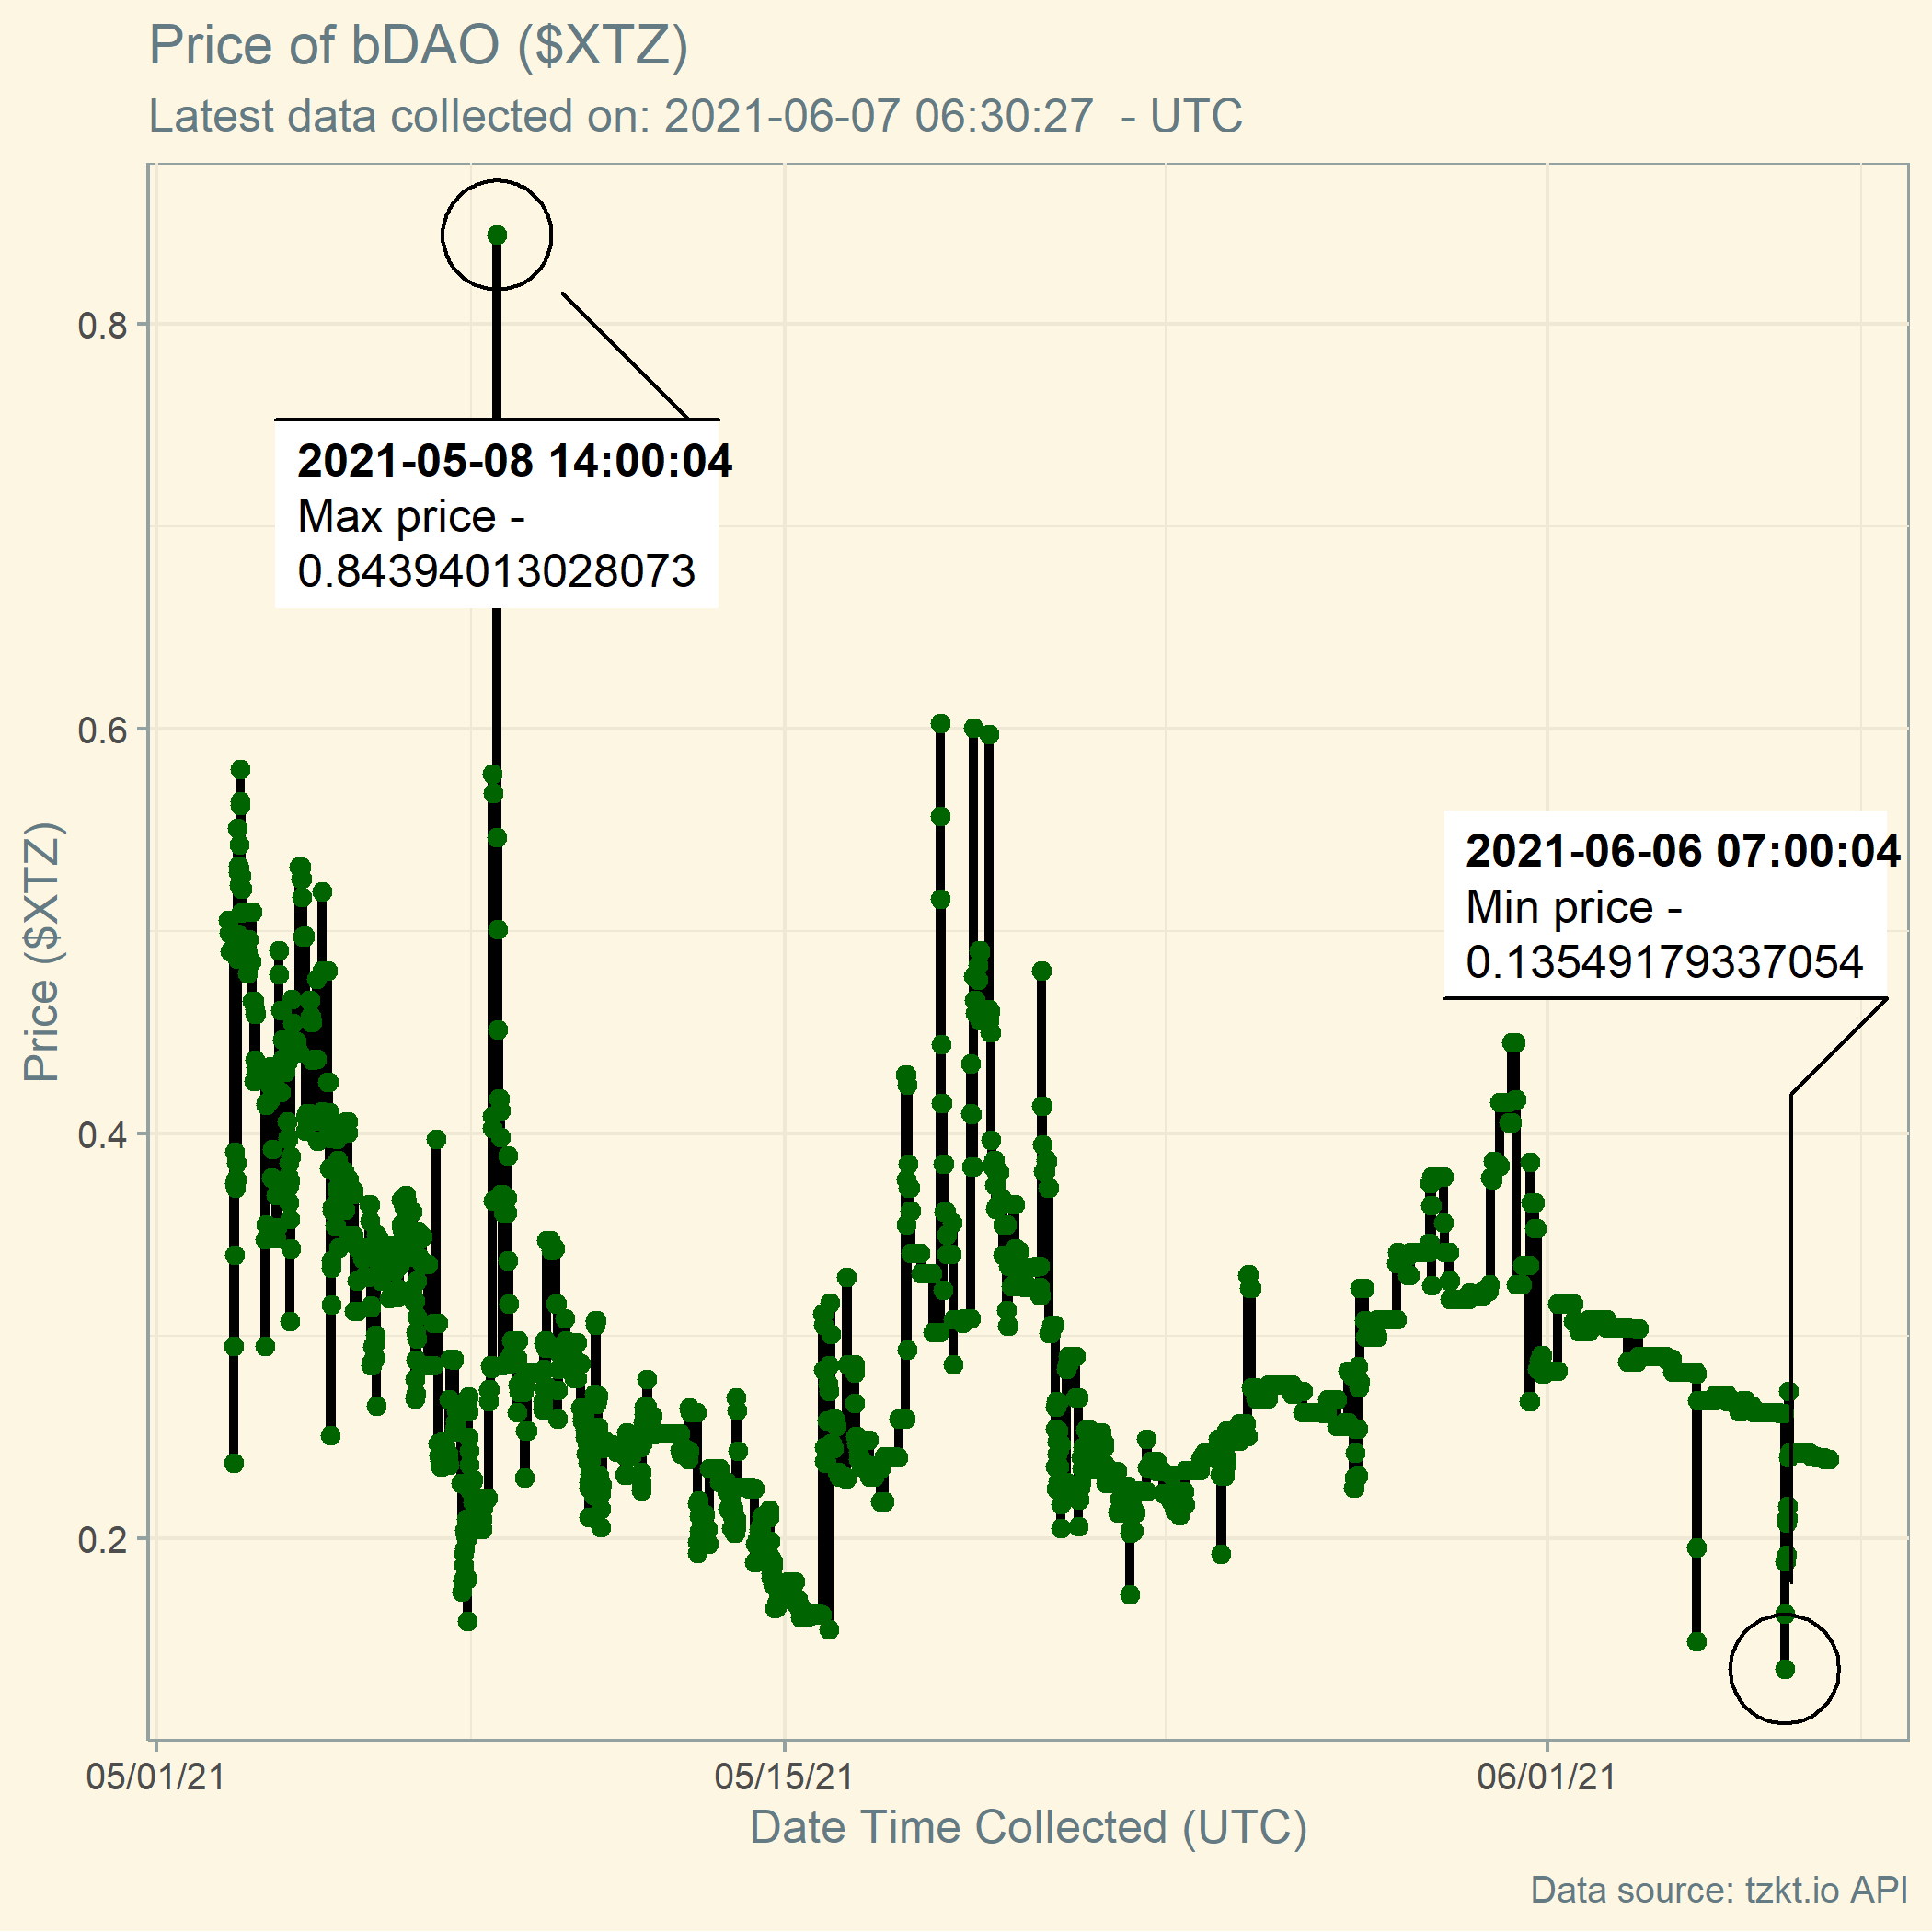 Price of bDAO ($XTZ)
Latest data collected on: 2021-06-07 06:30:27  - UTC
2021-05-08 14:00:04
Max price -
0.84394013028073
2021-06-06 07:00:04
Min price -
0.13549179337054
Price ($XTZ)
0.8
0.6
0.4
0.2
05/01/21
05/15/21
06/01/21
Date Time Collected (UTC)
Data source: tzkt.io API